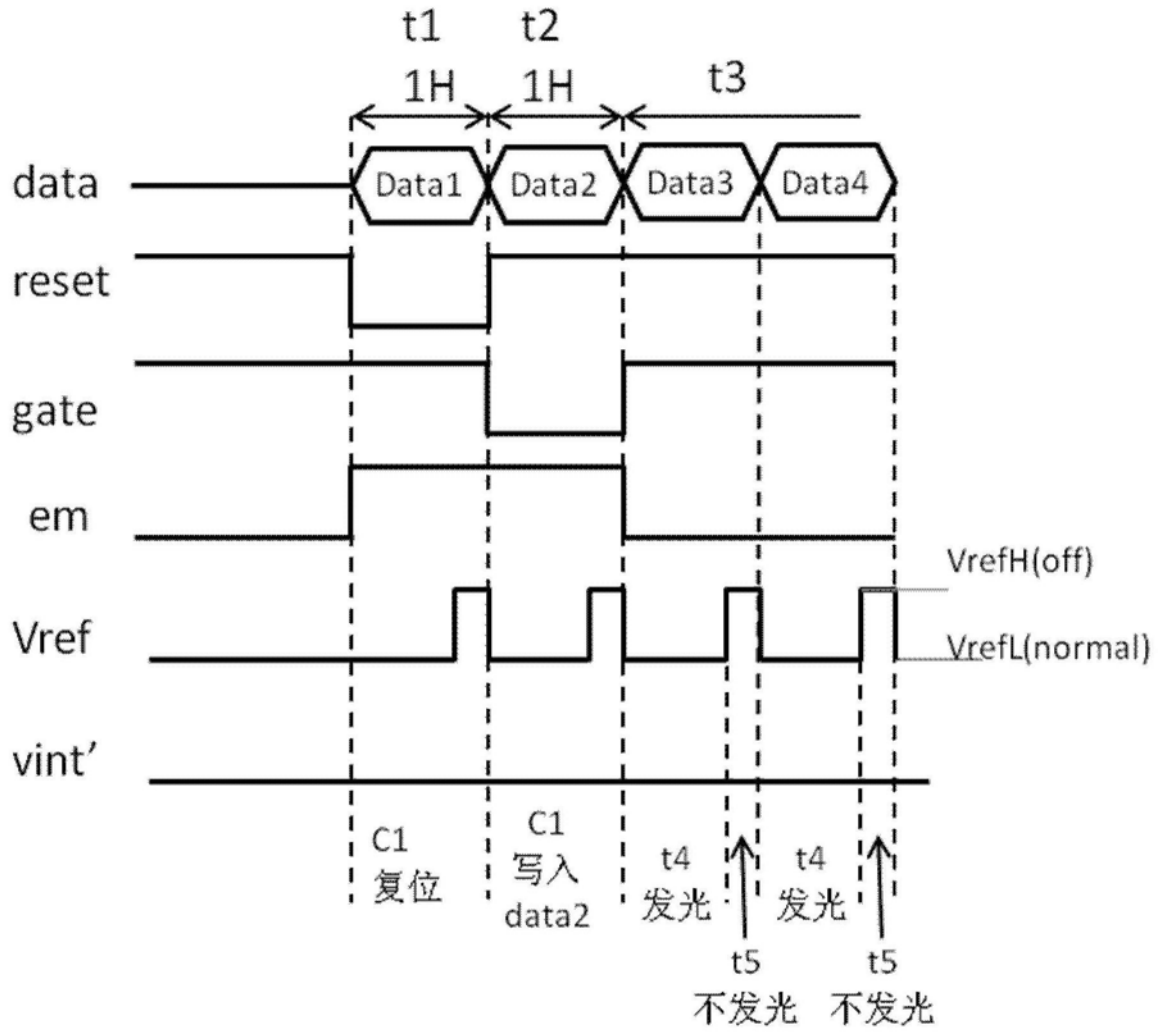 t1
t2
1H
1H
t3
data
Data1
Data2
Data3
Data4
reset
gate
em
VrefH(off)
Vref
VrefL(normal)
vint’
C1
复位
C1
写入
data2
t4
发光
t4
发光
t5
不发光
t5
不发光